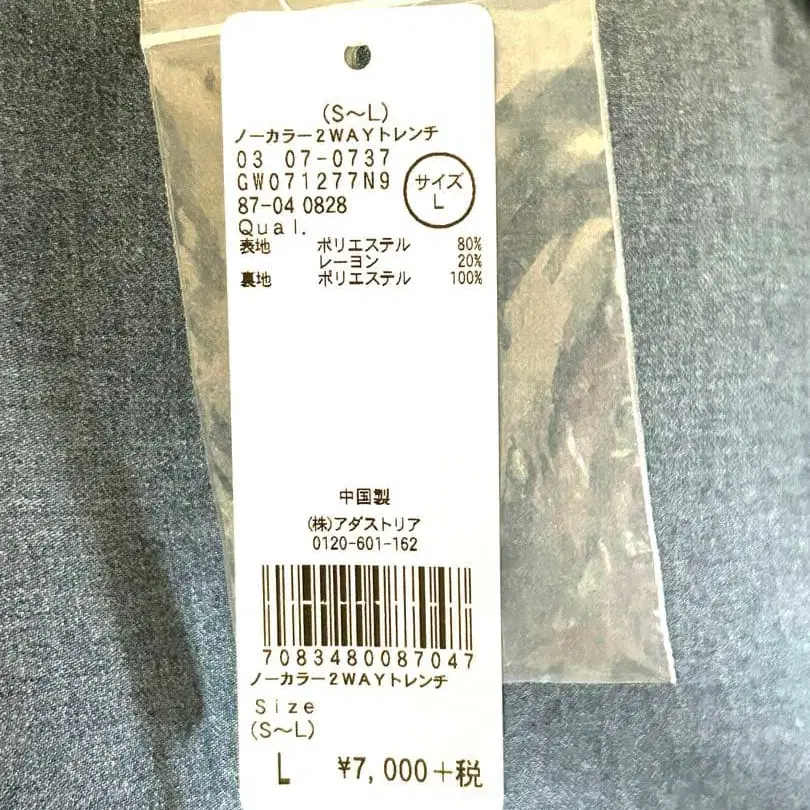 (S~L)
ノーカラー2WAYトレンチ
03 07-0737
GW071277N9
サイズ
L
87-04 0828
Qual.
表地 ポリエステル 80%
レーヨン 20%
裏地 ポリエステル 100%
中国製
(株)アダストリア
0120-601-162
7083480087047
ノーカラー2WAYトレンチ
Size
(S~L)
L ¥7,000+税